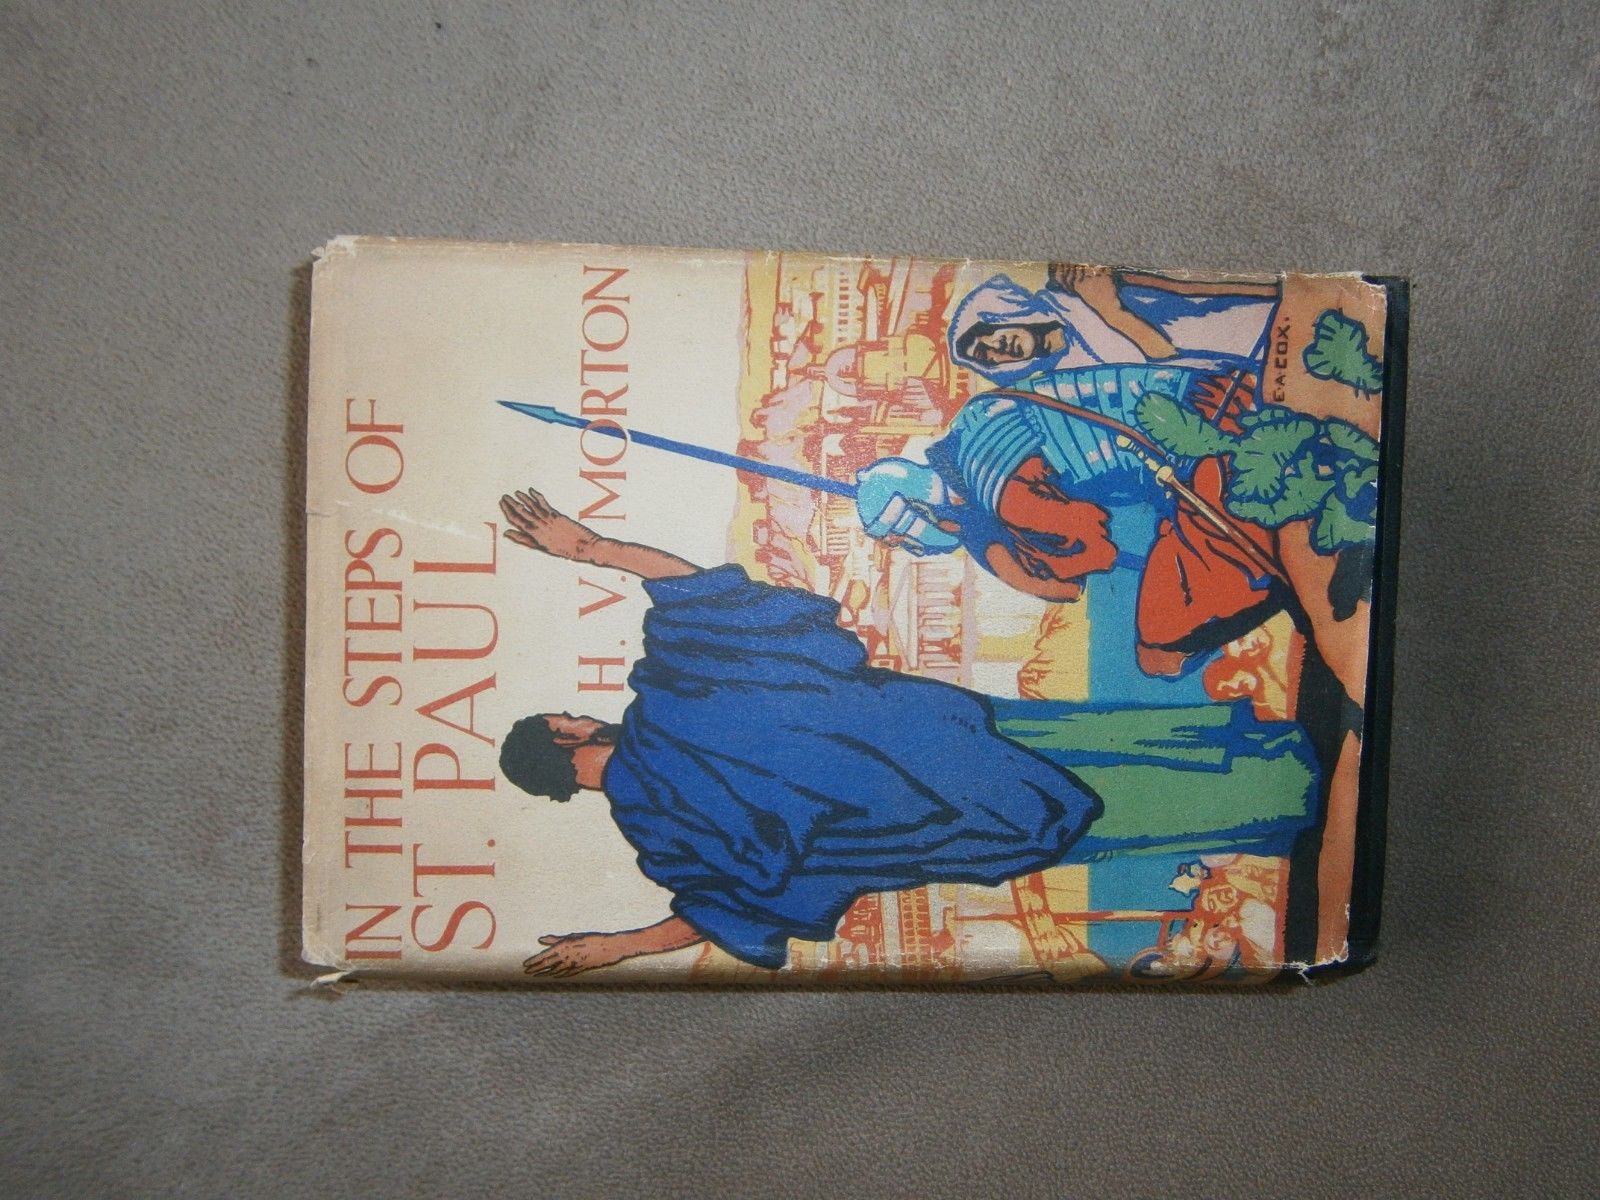 IN THE STEPS OF
ST. PAUL
H. V. MORTON
E.A.COX.